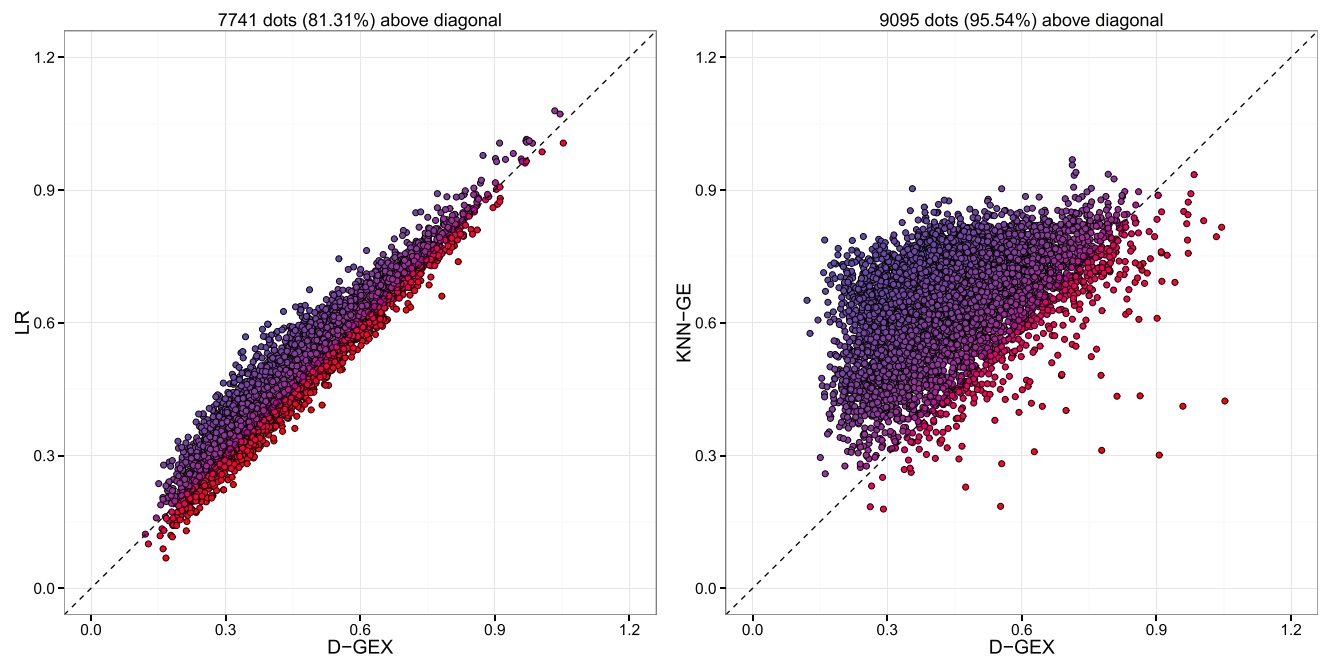 7741 dots (81.31%) above diagonal
1.2
0.9
0.6
0.3
0.0
LR
0.0 0.3 0.6 0.9 1.2
D−GEX
9095 dots (95.54%) above diagonal
1.2
0.9
0.6
0.3
0.0
KNN−GE
0.0 0.3 0.6 0.9 1.2
D−GEX